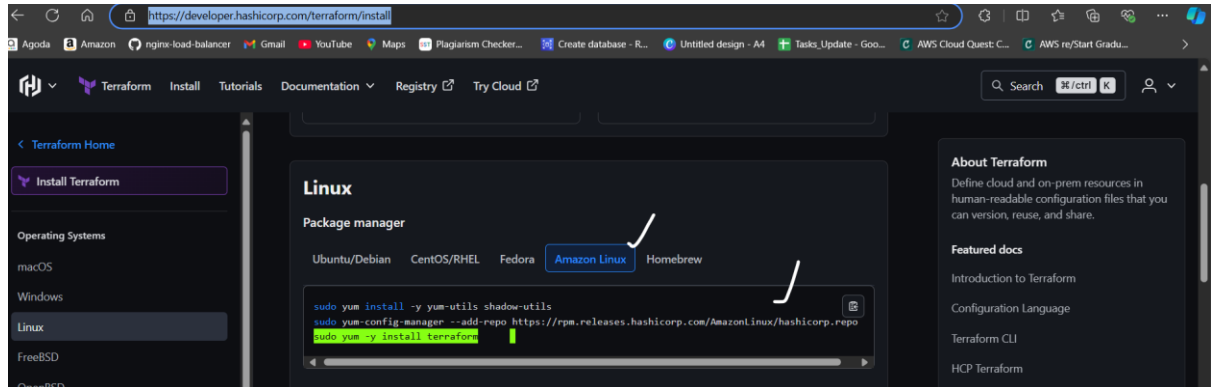 https://developer.hashicorp.com/terraform/install
Agoda Amazon nginx-load-balancer Gmail YouTube Maps Plagiarism Checker... Create database - R... Untitled design - A4 Tasks_Update - Goo... AWS Cloud Quest: C... AWS re/Start Gradu...
Terraform Install Tutorials Documentation Registry Try Cloud Search ⌘/ctrl K
< Terraform Home
Install Terraform
Operating Systems
macOS
Windows
Linux
FreeBSD
OpenBSD
Linux
Package manager
Ubuntu/Debian CentOS/RHEL Fedora Amazon Linux Homebrew
sudo yum install -y yum-utils shadow-utils
sudo yum-config-manager --add-repo https://rpm.releases.hashicorp.com/AmazonLinux/hashicorp.repo
sudo yum -y install terraform
About Terraform
Define cloud and on-prem resources in
human-readable configuration files that you
can version, reuse, and share.
Featured docs
Introduction to Terraform
Configuration Language
Terraform CLI
HCP Terraform